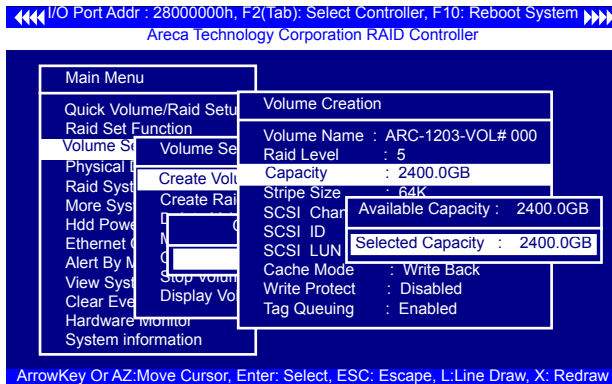 I/O Port Addr : 28000000h, F2(Tab): Select Controller, F10: Reboot System
Areca Technology Corporation RAID Controller
Main Menu
Quick Volume/Raid Setu
Raid Set Function
Volume Se
Physical
Raid Syst
More Sys
Hdd Powe
Ethernet
Alert By M
View Syst
Clear Eve
Hardware Monitor
System information
Volume Se
Create Volu
Create Rai
Stop Volum
Display Vo
Volume Creation
Volume Name : ARC-1203-VOL# 000
Raid Level : 5
Capacity : 2400.0GB
Stripe Size : 64K
SCSI Chan
SCSI ID
SCSI LUN
Cache Mode : Write Back
Write Protect : Disabled
Tag Queuing : Enabled
Available Capacity : 2400.0GB
Selected Capacity : 2400.0GB
ArrowKey Or AZ:Move Cursor, Enter: Select, ESC: Escape, L:Line Draw, X: Redraw